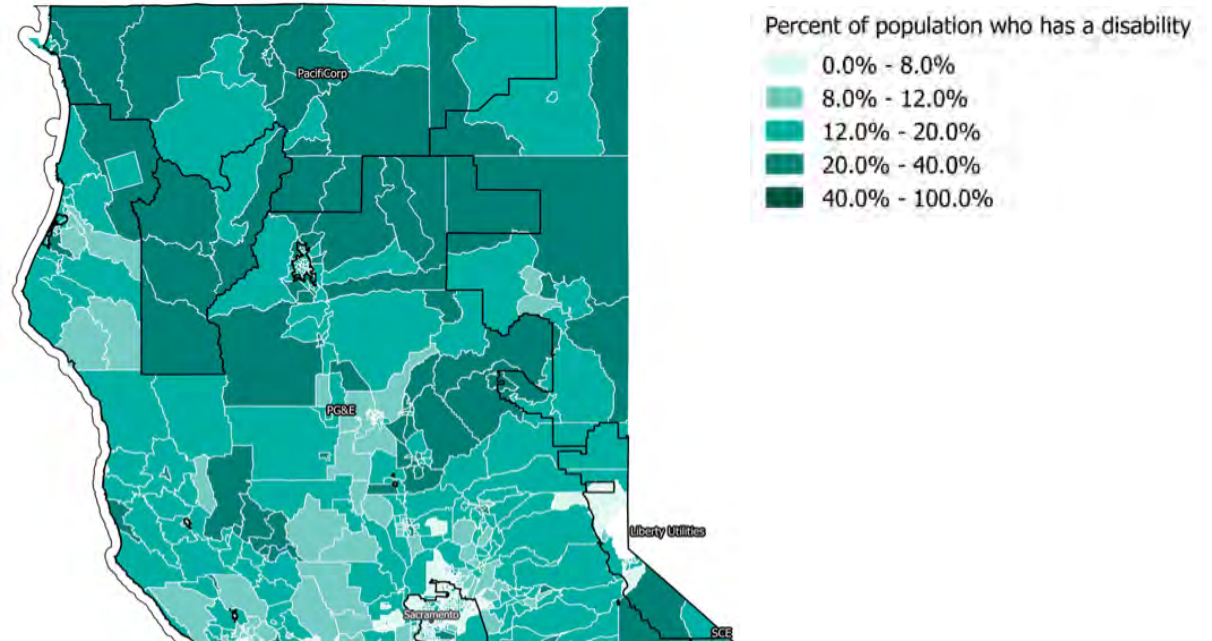 Percent of population who has a disability
0.0% - 8.0%
8.0% - 12.0%
12.0% - 20.0%
20.0% - 40.0%
40.0% - 100.0%
PacifiCorp
PG&E
Liberty Utilities
Sacramento
SCE